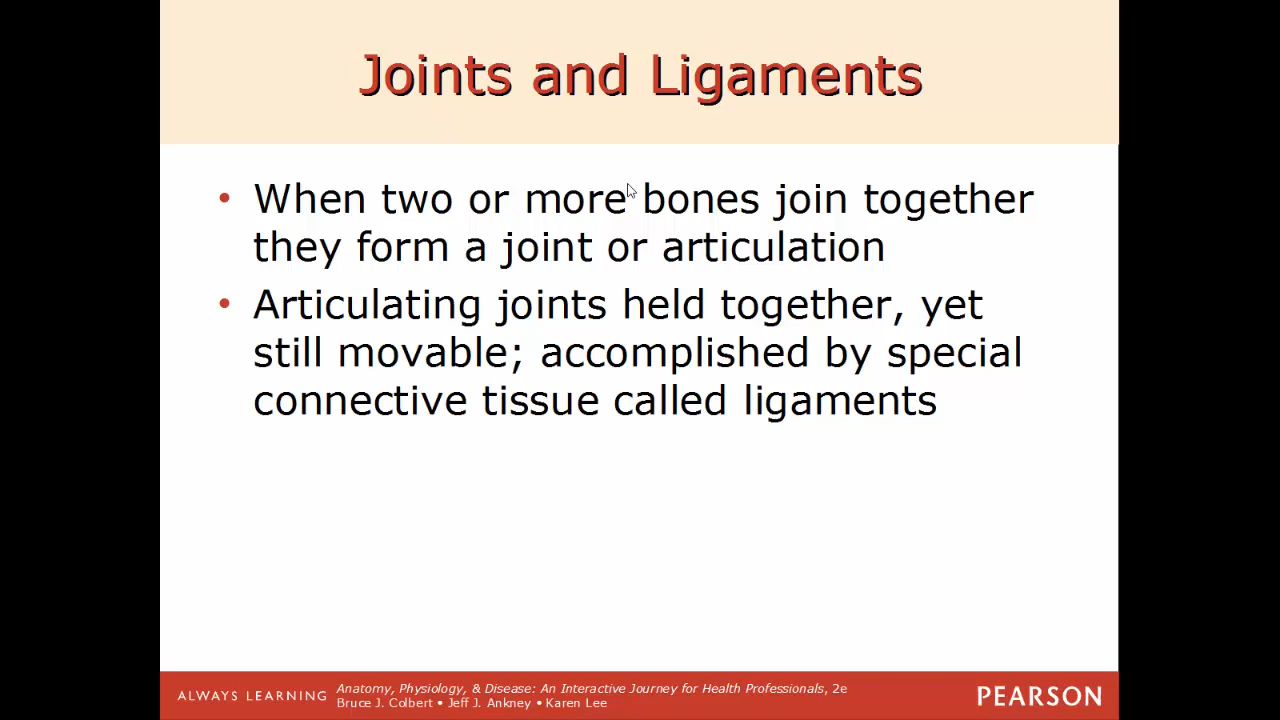 Joints and Ligaments
• When two or more bones join together
they form a joint or articulation
• Articulating joints held together, yet
still movable; accomplished by special
connective tissue called ligaments
ALWAYS LEARNING
Anatomy, Physiology, & Disease: An Interactive Journey for Health Professionals, 2e
Bruce J. Colbert • Jeff J. Ankney • Karen Lee
PEARSON